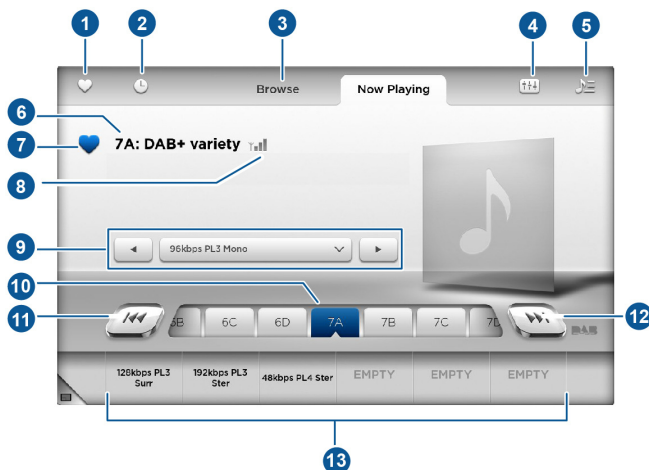 1
2
3
4
5
Browse
Now Playing
6
7
7A: DAB+ variety
8
9
96kbps PL3 Mono
10
11
6B
6C
6D
7A
7B
7C
7D
12
DAB
128kbps PL3
Surr
192kbps PL3
Ster
48kbps PL4 Ster
EMPTY
EMPTY
EMPTY
13